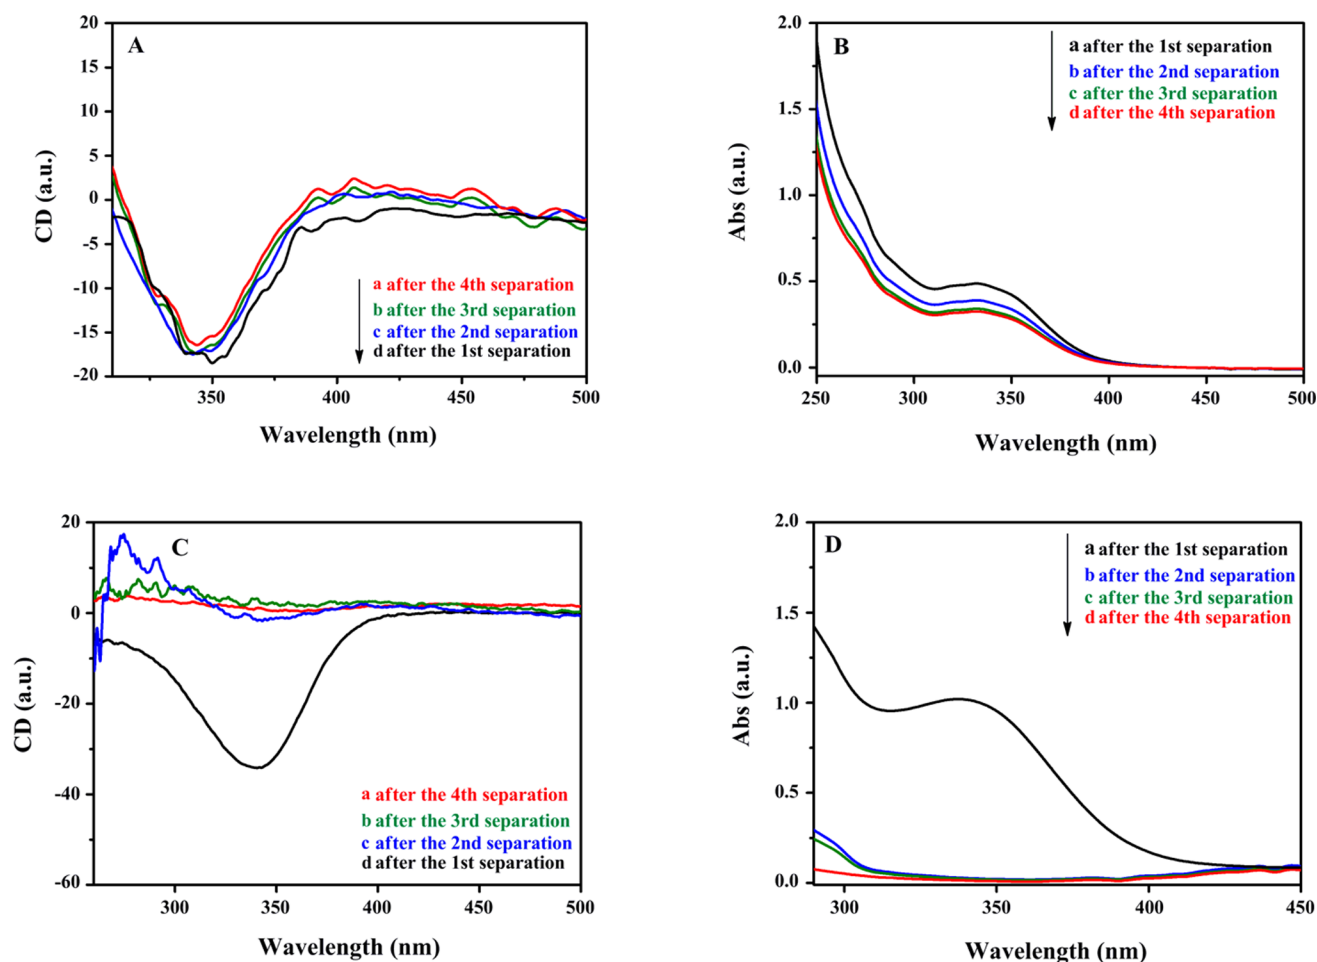 A
20
15
10
5
0
-5
-10
-15
-20
CD (a.u.)
a after the 4th separation
b after the 3rd separation
c after the 2nd separation
d after the 1st separation
350 400 450 500
Wavelength (nm)
B
2.0
1.5
1.0
0.5
0.0
Abs (a.u.)
a after the 1st separation
b after the 2nd separation
c after the 3rd separation
d after the 4th separation
250 300 350 400 450 500
Wavelength (nm)
C
20
0
-20
-40
-60
CD (a.u.)
a after the 4th separation
b after the 3rd separation
c after the 2nd separation
d after the 1st separation
300 350 400 450 500
Wavelength (nm)
D
2.0
1.5
1.0
0.5
0.0
Abs (a.u.)
a after the 1st separation
b after the 2nd separation
c after the 3rd separation
d after the 4th separation
300 350 400 450
Wavelength (nm)